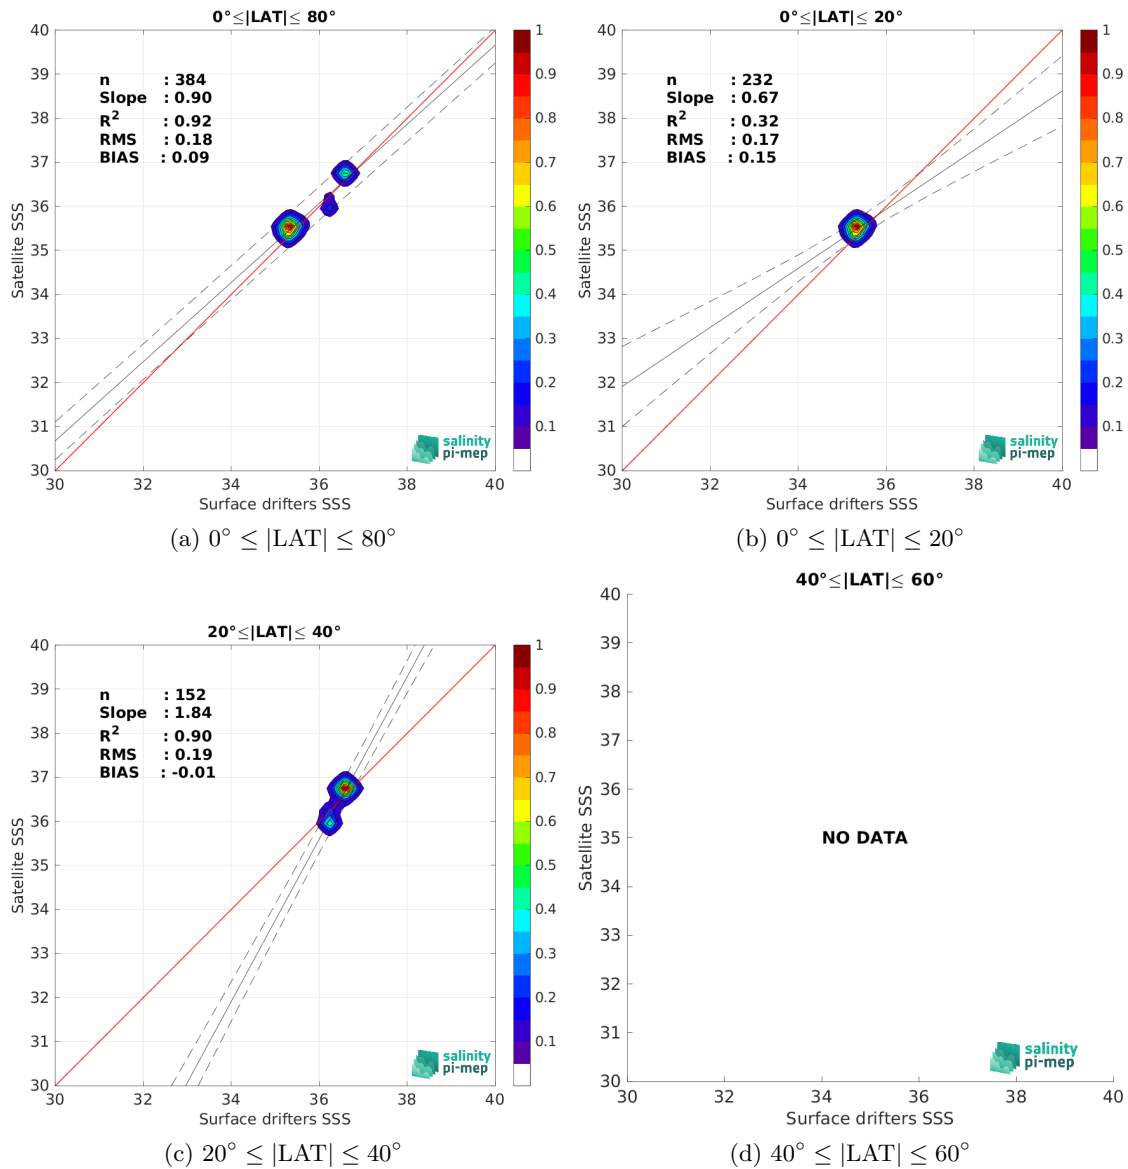 0°≤|LAT|≤ 80°
n : 384
Slope : 0.90
R2 : 0.92
RMS : 0.18
BIAS : 0.09
40
39
38
37
36
35
34
33
32
31
30
30 32 34 36 38 40
Satellite SSS
Surface drifters SSS
1
0.9
0.8
0.7
0.6
0.5
0.4
0.3
0.2
0.1
salinity
pi-mep
(a) 0° ≤ |LAT| ≤ 80°
0°≤|LAT|≤ 20°
n : 232
Slope : 0.67
R2 : 0.32
RMS : 0.17
BIAS : 0.15
40
39
38
37
36
35
34
33
32
31
30
30 32 34 36 38 40
Satellite SSS
Surface drifters SSS
1
0.9
0.8
0.7
0.6
0.5
0.4
0.3
0.2
0.1
salinity
pi-mep
(b) 0° ≤ |LAT| ≤ 20°
20°≤|LAT|≤ 40°
n : 152
Slope : 1.84
R2 : 0.90
RMS : 0.19
BIAS : -0.01
40
39
38
37
36
35
34
33
32
31
30
30 32 34 36 38 40
Satellite SSS
Surface drifters SSS
1
0.9
0.8
0.7
0.6
0.5
0.4
0.3
0.2
0.1
salinity
pi-mep
(c) 20° ≤ |LAT| ≤ 40°
40°≤|LAT|≤ 60°
40
39
38
37
36
35
34
33
32
31
30
30 32 34 36 38 40
Satellite SSS
NO DATA
Surface drifters SSS
salinity
pi-mep
(d) 40° ≤ |LAT| ≤ 60°